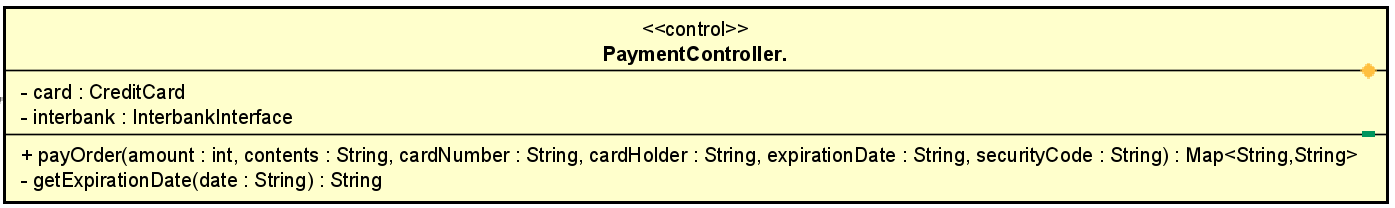 <<control>>
PaymentController.
- card : CreditCard
- interbank : InterbankInterface
+ payOrder(amount : int, contents : String, cardNumber : String, cardHolder : String, expirationDate : String, securityCode : String) : Map<String,String>
- getExpirationDate(date : String) : String